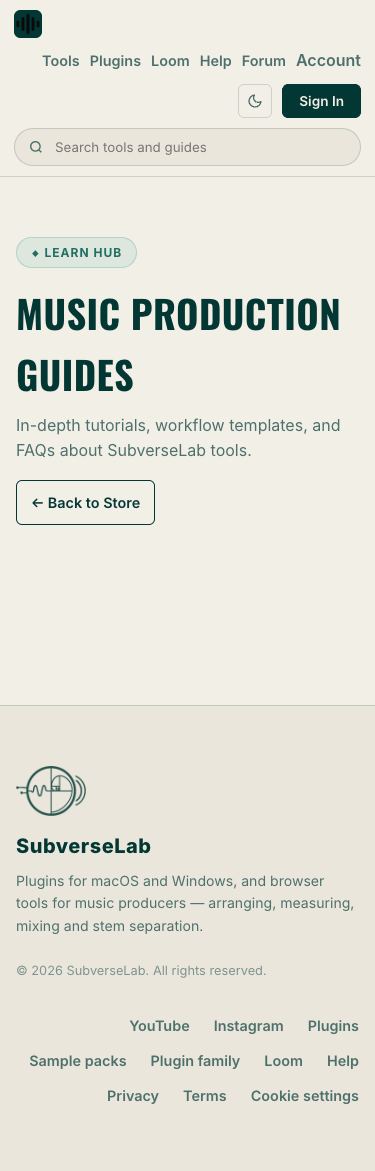 Tools Plugins Loom Help Forum Account
Sign In
Search tools and guides
◆ LEARN HUB
MUSIC PRODUCTION
GUIDES
In-depth tutorials, workflow templates, and
FAQs about SubverseLab tools.
← Back to Store
SubverseLab
Plugins for macOS and Windows, and browser
tools for music producers — arranging, measuring,
mixing and stem separation.
© 2026 SubverseLab. All rights reserved.
YouTube Instagram Plugins
Sample packs Plugin family Loom Help
Privacy Terms Cookie settings